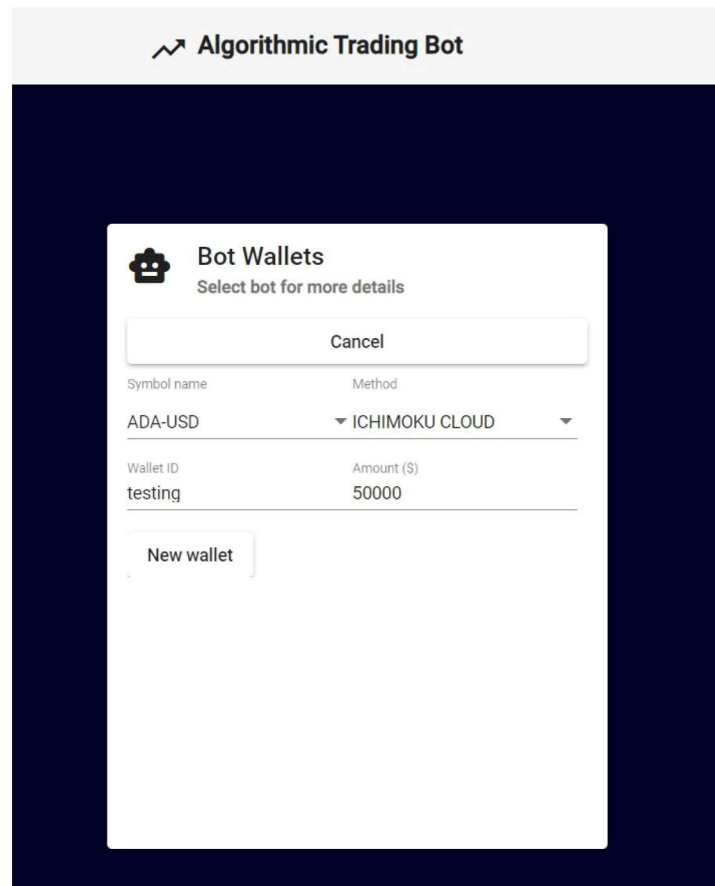 Algorithmic Trading Bot
Bot Wallets
Select bot for more details
Cancel
Symbol name Method
ADA-USD ICHIMOKU CLOUD
Wallet ID Amount ($)
testing 50000
New wallet